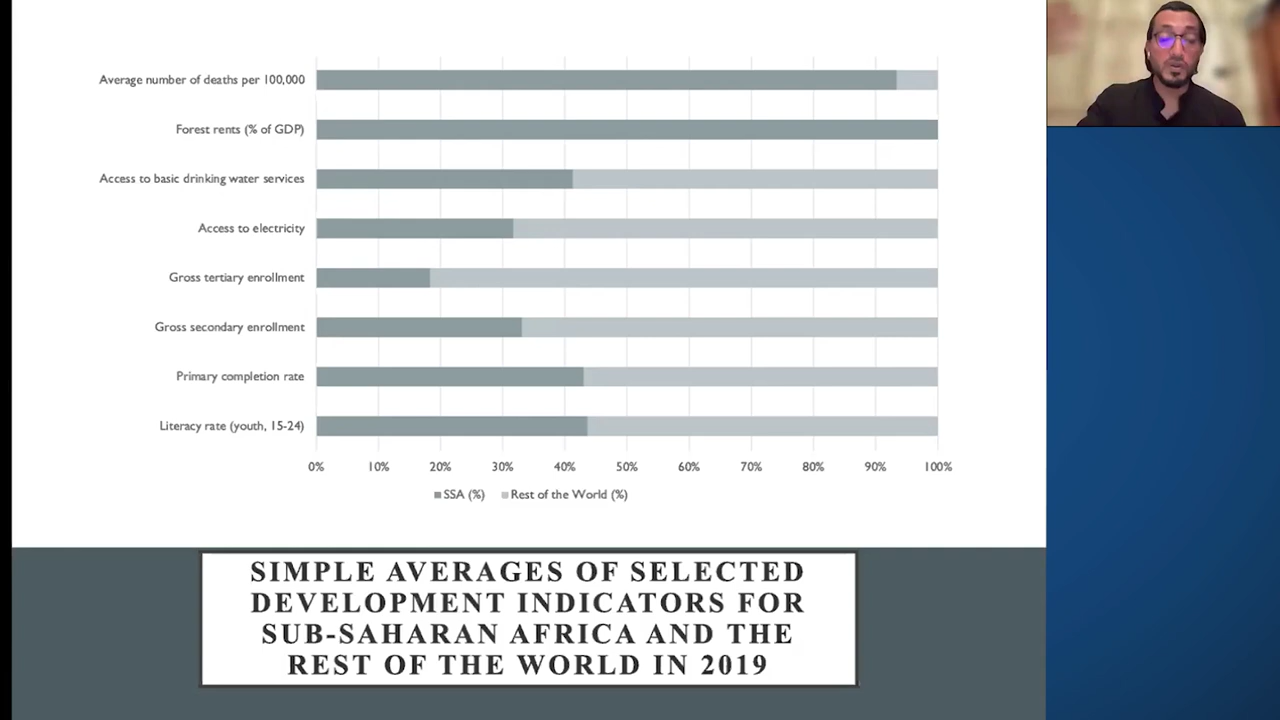 Average number of deaths per 100,000
Forest rents (% of GDP)
Access to basic drinking water services
Access to electricity
Gross tertiary enrollment
Gross secondary enrollment
Primary completion rate
Literacy rate (youth, 15-24)
0% 10% 20% 30% 40% 50% 60% 70% 80% 90% 100%
SSA (%) Rest of the World (%)
SIMPLE AVERAGES OF SELECTED
DEVELOPMENT INDICATORS FOR
SUB-SAHARAN AFRICA AND THE
REST OF THE WORLD IN 2019